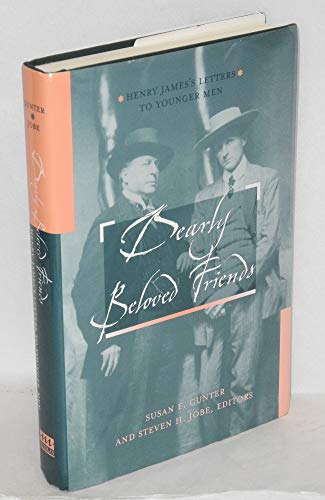 * HENRY JAMES'S LETTERS *
TO YOUNGER MEN
Dearly
Beloved Friends
SUSAN E. GUNTER
AND STEVEN H. JOBE, EDITORS
GUNTER
JOBE
Dearly Beloved Friends